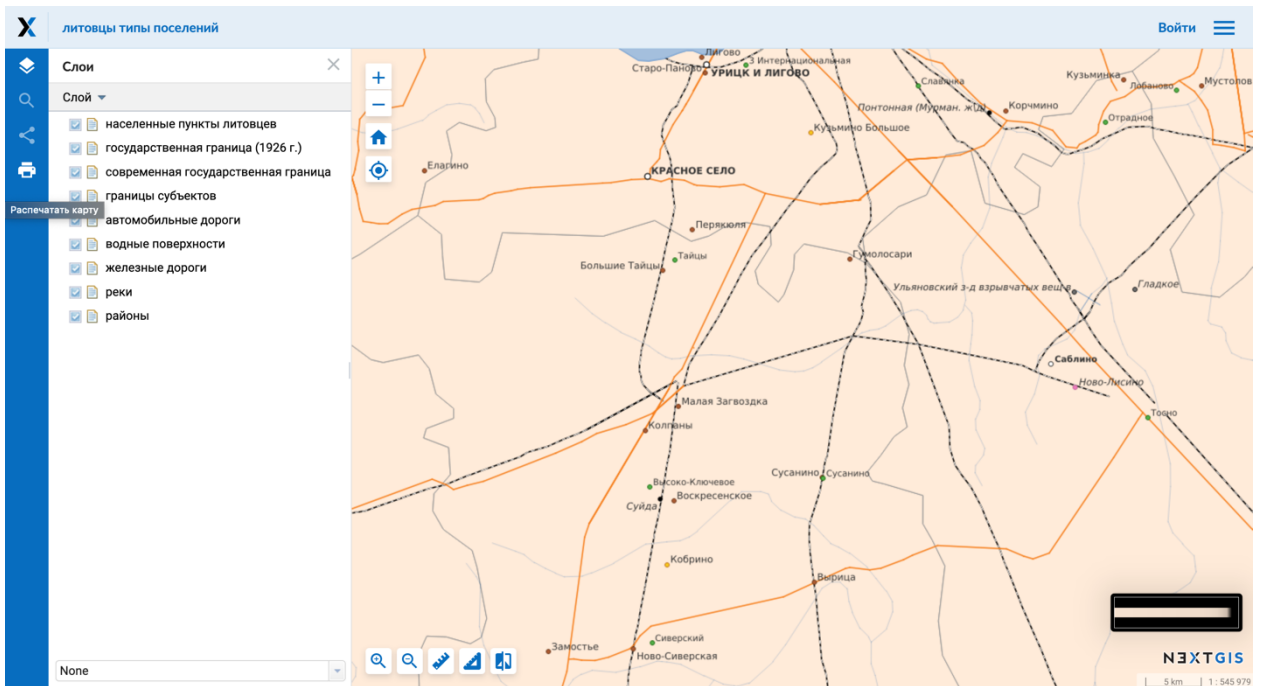 X
литовцы типы поселений
Войти
Слои
Слой
населенные пункты литовцев
государственная граница (1926 г.)
современная государственная граница
границы субъектов
Распечатать карту
автомобильные дороги
водные поверхности
железные дороги
реки
районы
None
+
−
Лигово
3 Интернациональная
Старо-Паново
УРИЦК И ЛИГОВО
Славянка
Кузьминка
Лобаново
Мустолов
Понтонная (Мурман. ж\д)
Корчмино
Отрадное
Кузьмино Большое
Елагино
КРАСНОЕ СЕЛО
Перякюля
Тайцы
Большие Тайцы
Гумолосари
Ульяновский з-д взрывчатых вещ-в
Гладкое
Саблино
Ново-Лисино
Тосно
Малая Загвоздка
Колпаны
Сусанино
Сусанино
Высоко-Ключевое
Воскресенское
Суйда
Кобрино
Вырица
Сиверский
Замостье
Ново-Сиверская
NEXTGIS
5 km
1 : 545 979